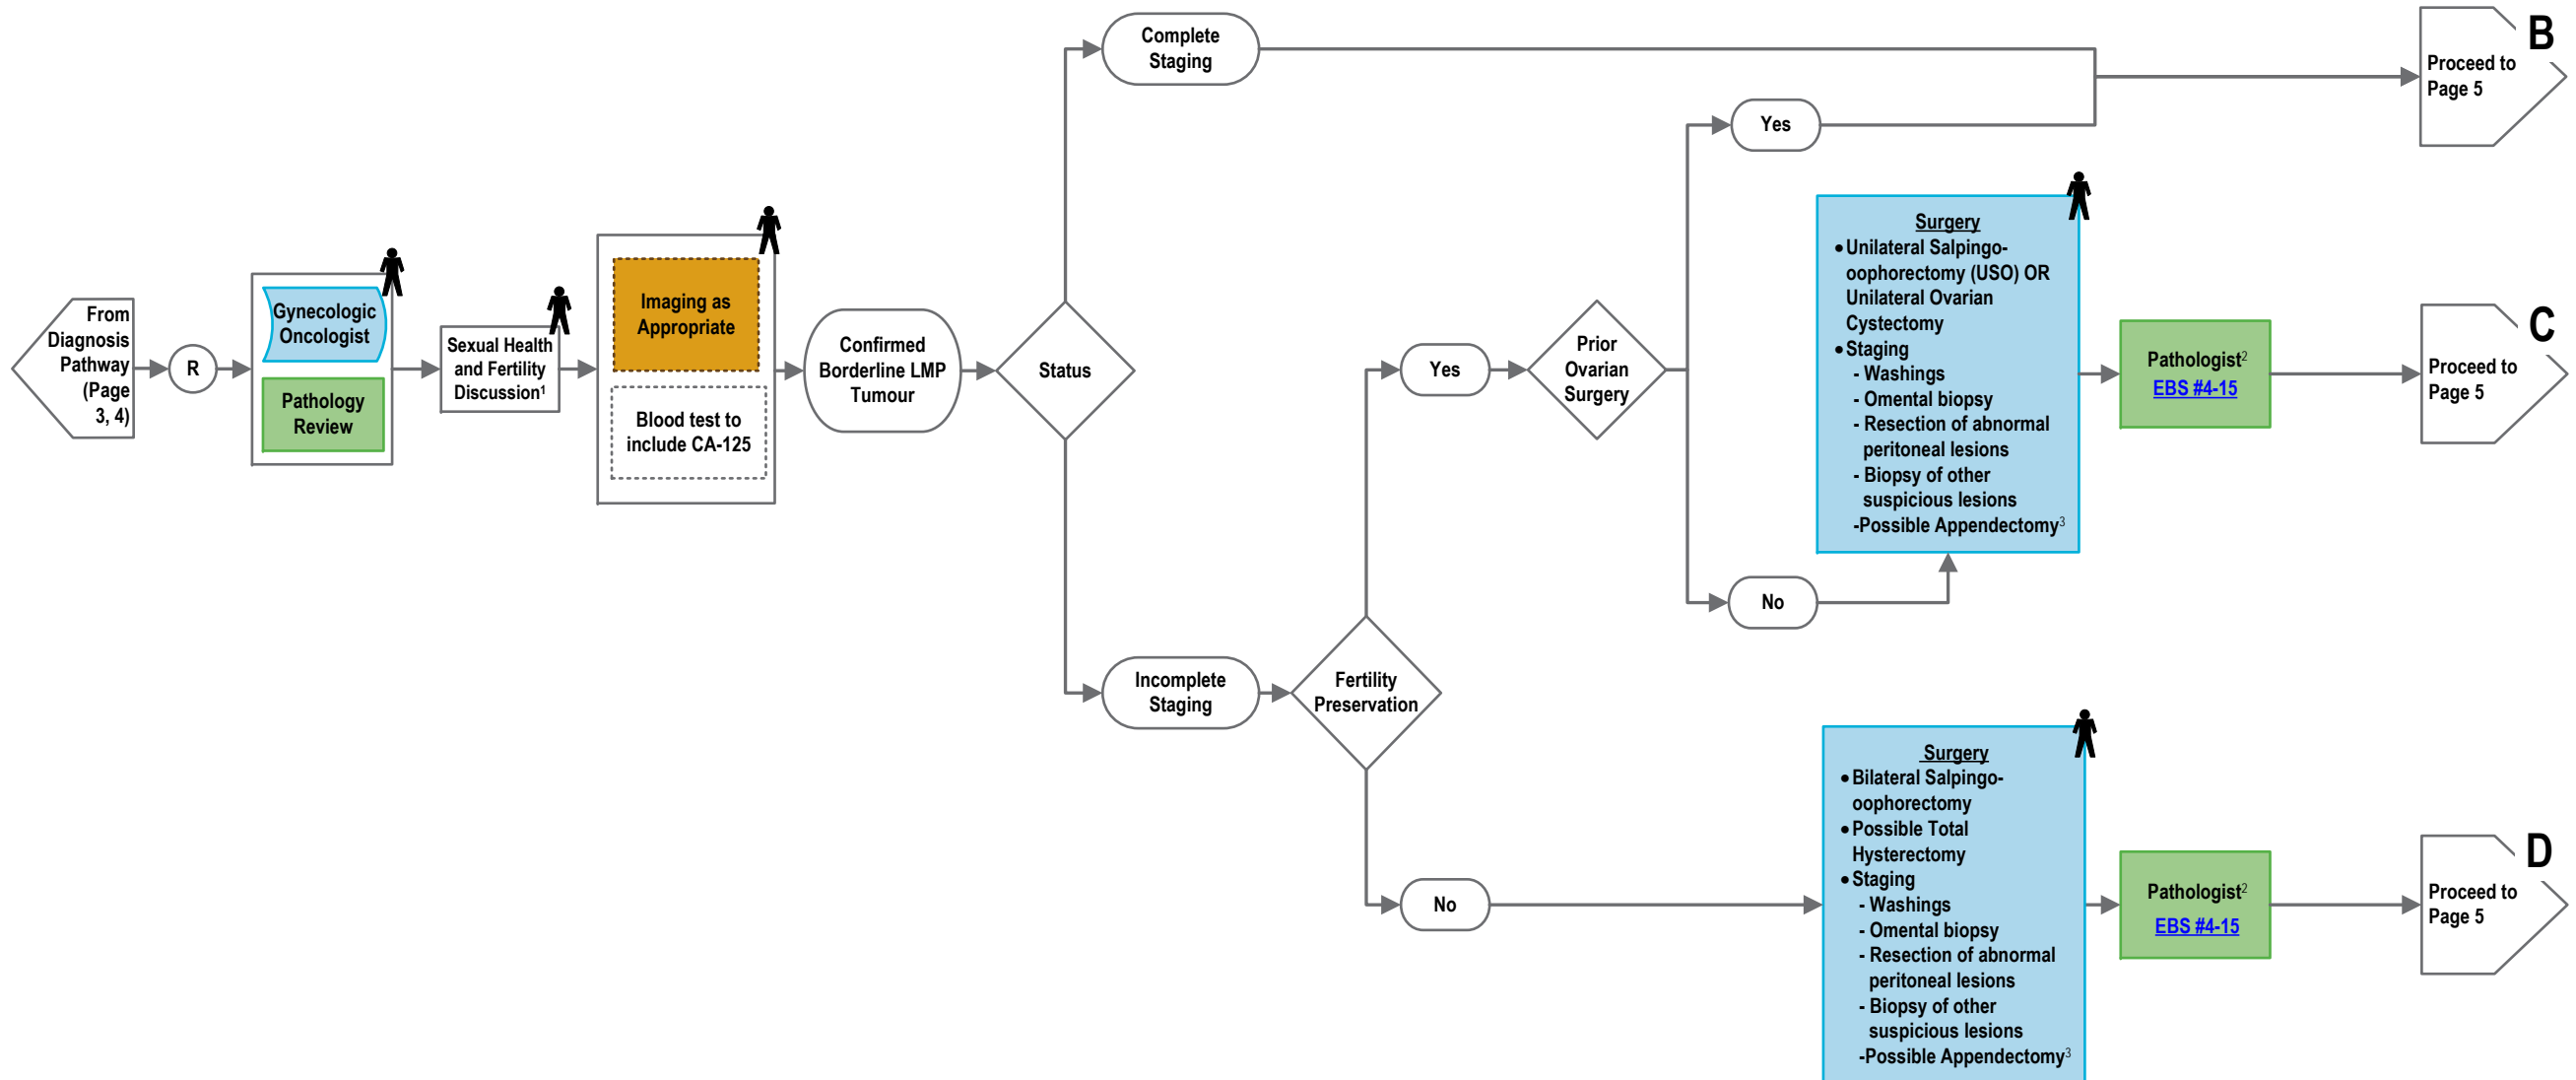 From
Diagnosis
Pathway
(Page
3, 4)
R
Gynecologic
Oncologist
Pathology
Review
Sexual Health
and Fertility
Discussion1
Imaging as
Appropriate
Blood test to
include CA-125
Confirmed
Borderline LMP
Tumour
Status
Complete
Staging
Incomplete
Staging
Fertility
Preservation
Yes
Prior
Ovarian
Surgery
Yes
No
Surgery
• Unilateral Salpingo-
oophorectomy (USO) OR
Unilateral Ovarian
Cystectomy
• Staging
- Washings
- Omental biopsy
- Resection of abnormal
peritoneal lesions
- Biopsy of other
suspicious lesions
-Possible Appendectomy3
Pathologist2
EBS #4-15
B
Proceed to
Page 5
C
Proceed to
Page 5
No
Surgery
• Bilateral Salpingo-
oophorectomy
• Possible Total
Hysterectomy
• Staging
- Washings
- Omental biopsy
- Resection of abnormal
peritoneal lesions
- Biopsy of other
suspicious lesions
-Possible Appendectomy3
Pathologist2
EBS #4-15
D
Proceed to
Page 5